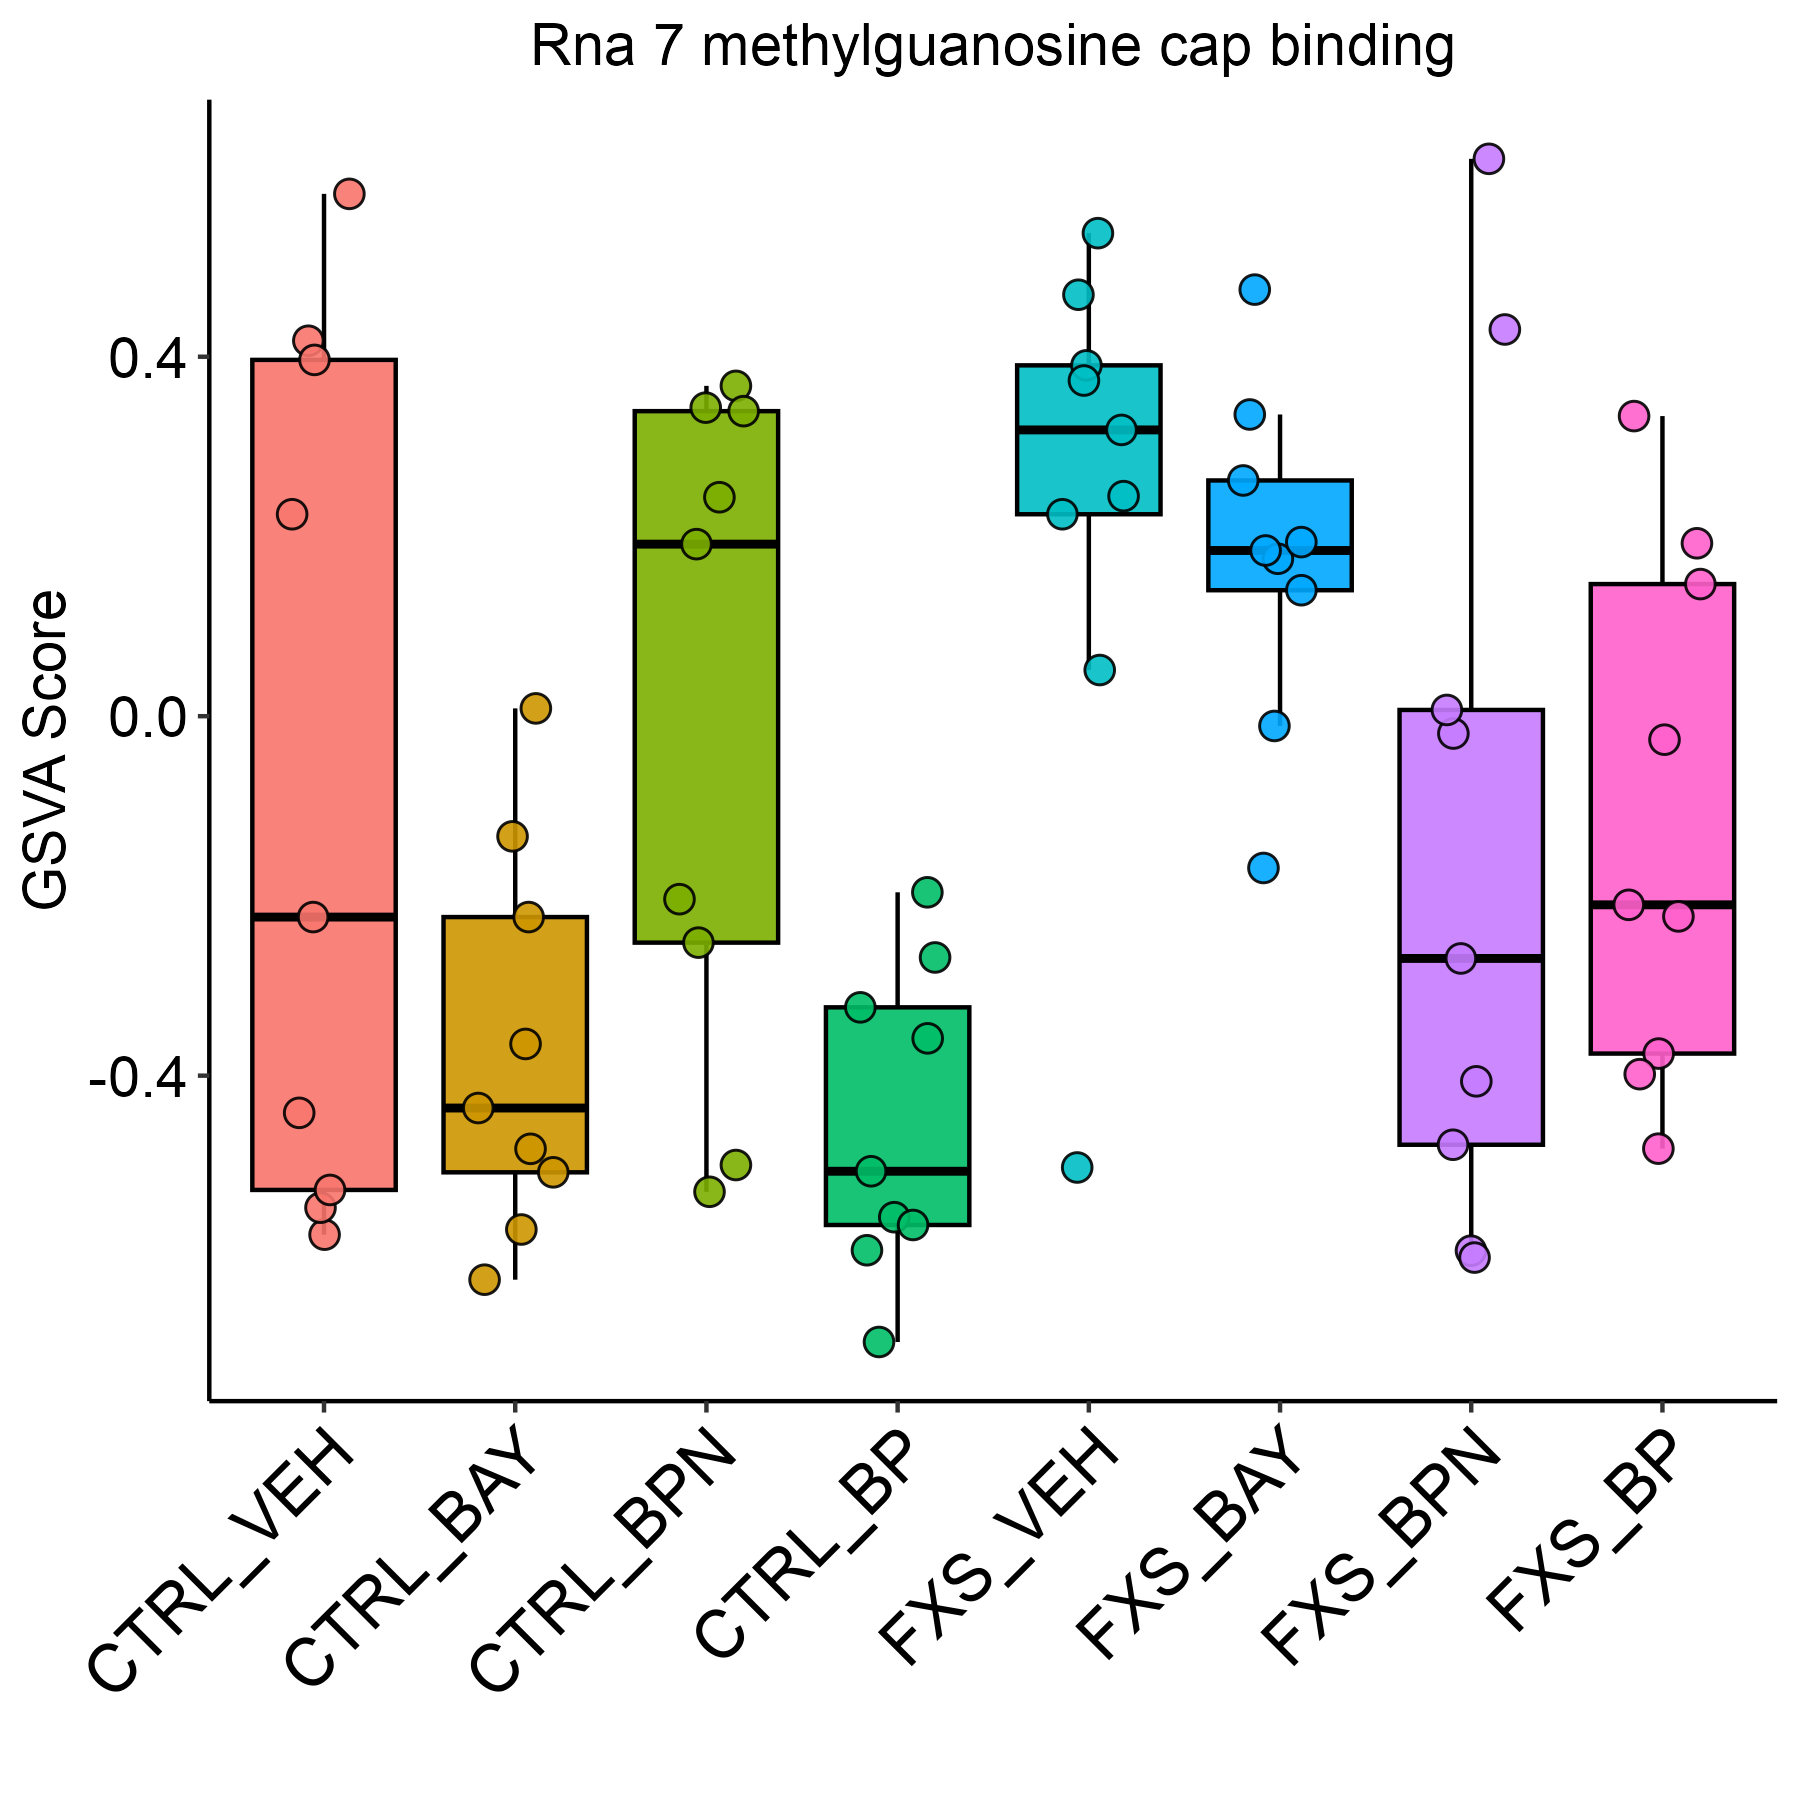 Rna 7 methylguanosine cap binding
GSVA Score
0.4
0.0
-0.4
CTRL_VEH
CTRL_BAY
CTRL_BPN
CTRL_BP
FXS_VEH
FXS_BAY
FXS_BPN
FXS_BP